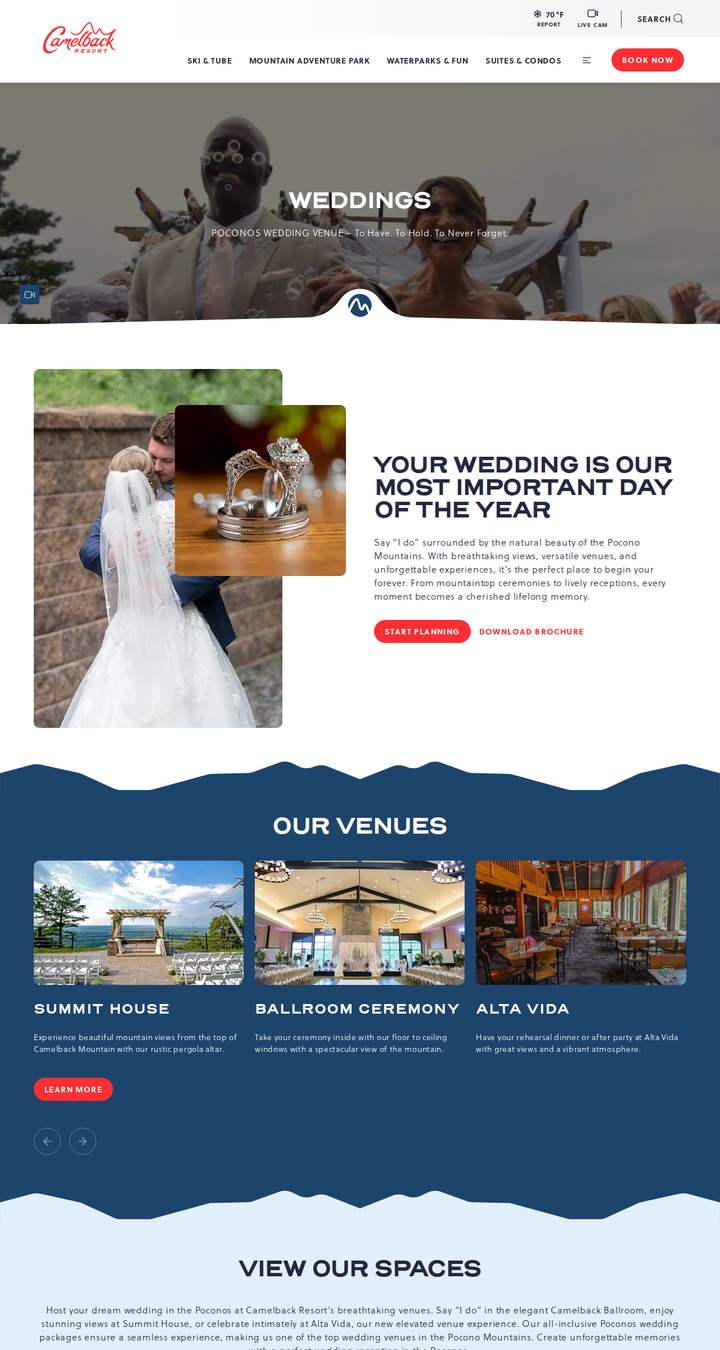 Camelback
RESORT
70°F
REPORT
LIVE CAM
SEARCH
SKI & TUBE
MOUNTAIN ADVENTURE PARK
WATERPARKS & FUN
SUITES & CONDOS
BOOK NOW
WEDDINGS
POCONOS WEDDING VENUE – To Have. To Hold. To Never Forget.
YOUR WEDDING IS OUR
MOST IMPORTANT DAY
OF THE YEAR
Say “I do” surrounded by the natural beauty of the Pocono
Mountains. With breathtaking views, versatile venues, and
unforgettable experiences, it’s the perfect place to begin your
forever. From mountaintop ceremonies to lively receptions, every
moment becomes a cherished lifelong memory.
START PLANNING
DOWNLOAD BROCHURE
OUR VENUES
SUMMIT HOUSE
Experience beautiful mountain views from the top of
Camelback Mountain with our rustic pergola altar.
LEARN MORE
BALLROOM CEREMONY
Take your ceremony inside with our floor to ceiling
windows with a spectacular view of the mountain.
ALTA VIDA
Have your rehearsal dinner or after party at Alta Vida
with great views and a vibrant atmosphere.
VIEW OUR SPACES
Host your dream wedding in the Poconos at Camelback Resort’s breathtaking venues. Say “I do” in the elegant Camelback Ballroom, enjoy
stunning views at Summit House, or celebrate intimately at Alta Vida, our new elevated venue experience. Our all-inclusive Poconos wedding
packages ensure a seamless experience, making us one of the top wedding venues in the Pocono Mountains. Create unforgettable memories